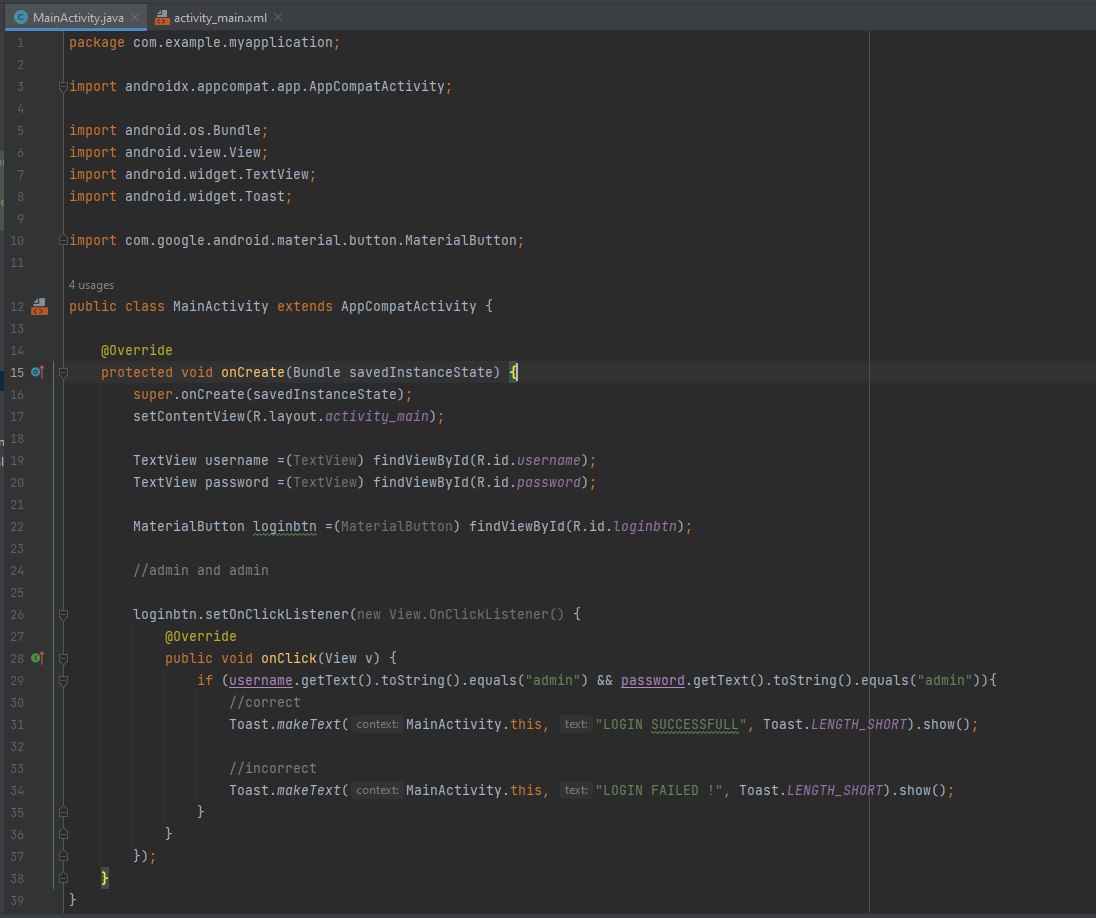 MainActivity.java activity_main.xml
1 package com.example.myapplication;
2
3 import androidx.appcompat.app.AppCompatActivity;
4
5 import android.os.Bundle;
6 import android.view.View;
7 import android.widget.TextView;
8 import android.widget.Toast;
9
10 import com.google.android.material.button.MaterialButton;
11
4 usages
12 public class MainActivity extends AppCompatActivity {
13
14 @Override
15 protected void onCreate(Bundle savedInstanceState) {
16 super.onCreate(savedInstanceState);
17 setContentView(R.layout.activity_main);
18
19 TextView username =(TextView) findViewById(R.id.username);
20 TextView password =(TextView) findViewById(R.id.password);
21
22 MaterialButton loginbtn =(MaterialButton) findViewById(R.id.loginbtn);
23
24 //admin and admin
25
26 loginbtn.setOnClickListener(new View.OnClickListener() {
27 @Override
28 public void onClick(View v) {
29 if (username.getText().toString().equals("admin") && password.getText().toString().equals("admin")){
30 //correct
31 Toast.makeText( context: MainActivity.this, text: "LOGIN SUCCESSFULL", Toast.LENGTH_SHORT).show();
32
33 //incorrect
34 Toast.makeText( context: MainActivity.this, text: "LOGIN FAILED !", Toast.LENGTH_SHORT).show();
35 }
36 }
37 });
38 }
39 }